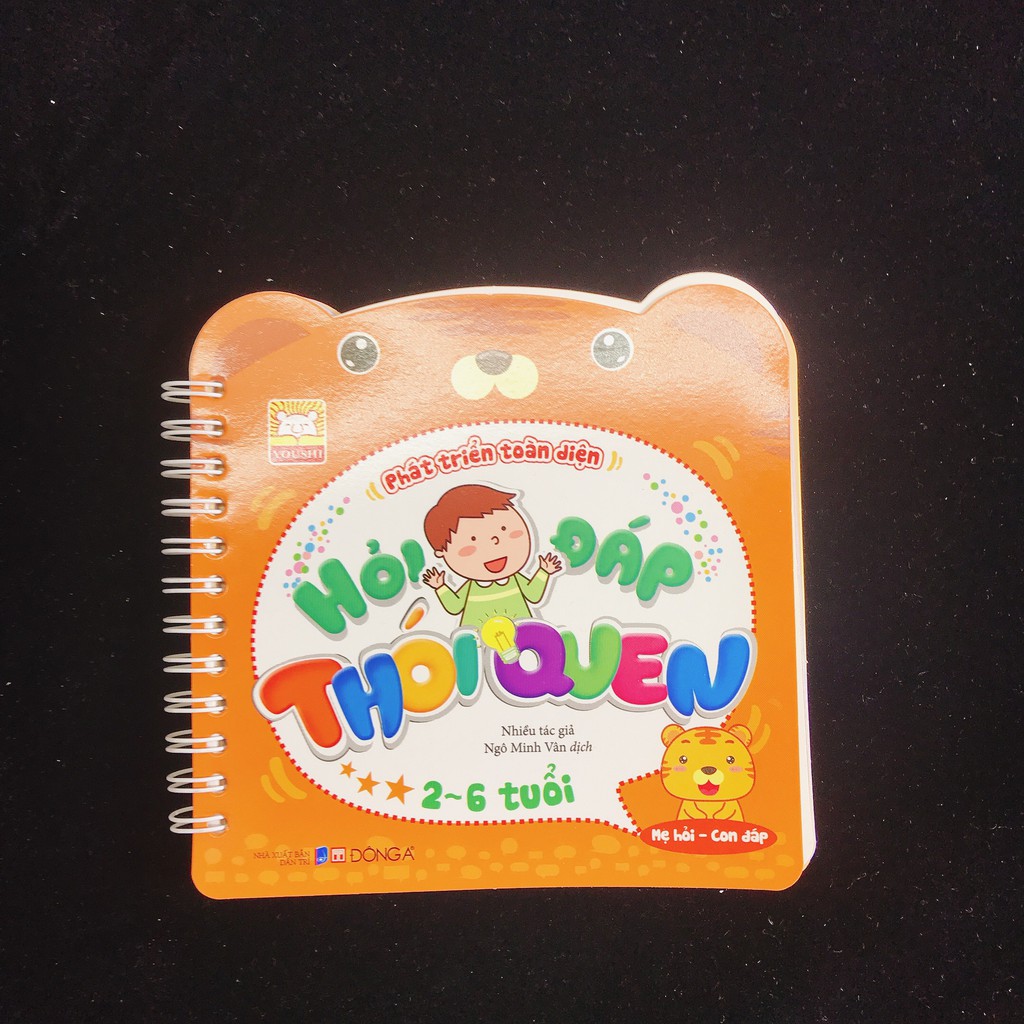 YOUSHI
Phát triển toàn diện
HỎI ĐÁP
THÓI QUEN
Nhiều tác giả
Ngô Minh Vân dịch
2~6 tuổi
Mẹ hỏi - Con đáp
NHÀ XUẤT BẢN
DÂN TRÍ
ĐÔNG A